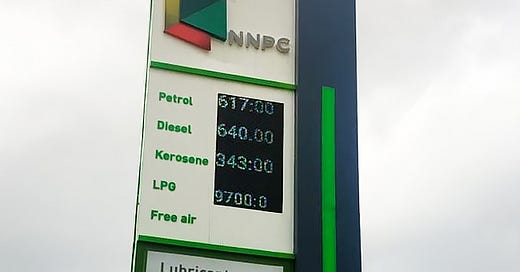 NNPC
Petrol 617:00
Diesel 640.00
Kerosene 343:00
LPG 9700:0
Free air